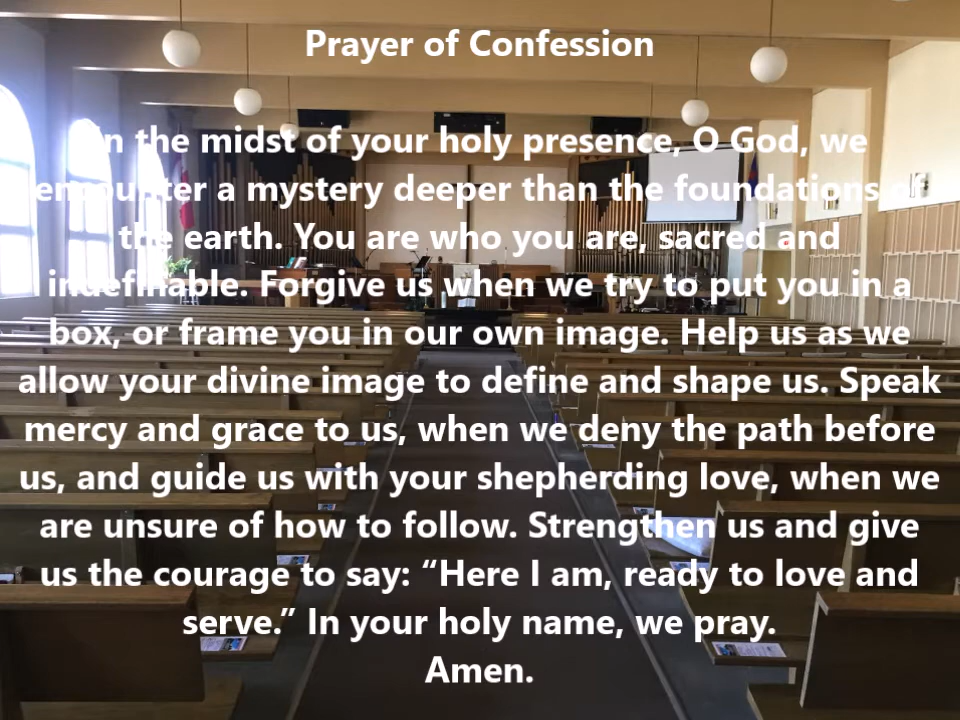 Prayer of Confession
In the midst of your holy presence, O God, we
encounter a mystery deeper than the foundations of
the earth. You are who you are, sacred and
indefinable. Forgive us when we try to put you in a
box, or frame you in our own image. Help us as we
allow your divine image to define and shape us. Speak
mercy and grace to us, when we deny the path before
us, and guide us with your shepherding love, when we
are unsure of how to follow. Strengthen us and give
us the courage to say: “Here I am, ready to love and
serve.” In your holy name, we pray.
Amen.